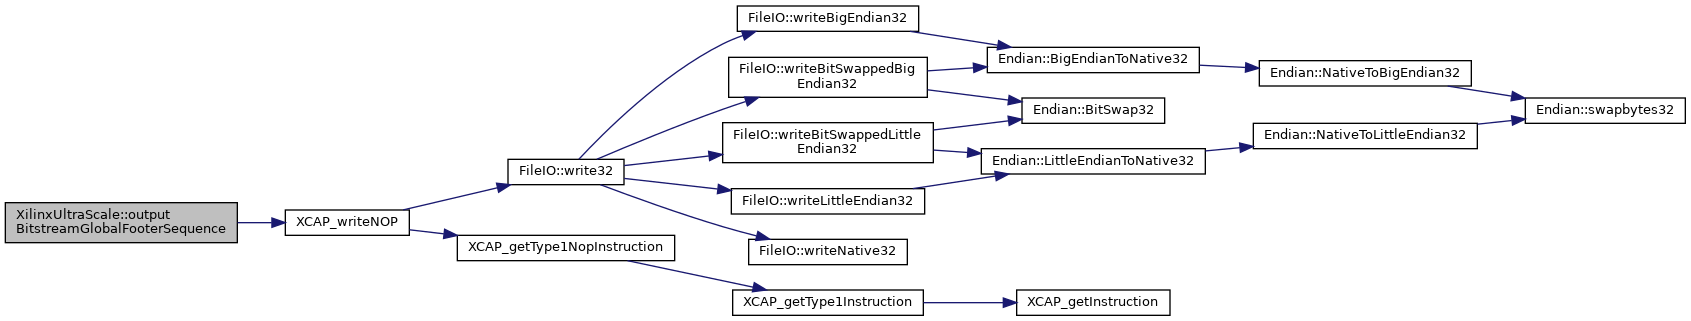 XilinxUltraScale::output
BitstreamGlobalFooterSequence
XCAP_writeNOP
FileIO::write32
XCAP_getType1NopInstruction
FileIO::writeBigEndian32
FileIO::writeBitSwappedBig
Endian32
FileIO::writeBitSwappedLittle
Endian32
FileIO::writeLittleEndian32
FileIO::writeNative32
XCAP_getType1Instruction
Endian::BigEndianToNative32
Endian::BitSwap32
Endian::LittleEndianToNative32
XCAP_getInstruction
Endian::NativeToBigEndian32
Endian::NativeToLittleEndian32
Endian::swapbytes32